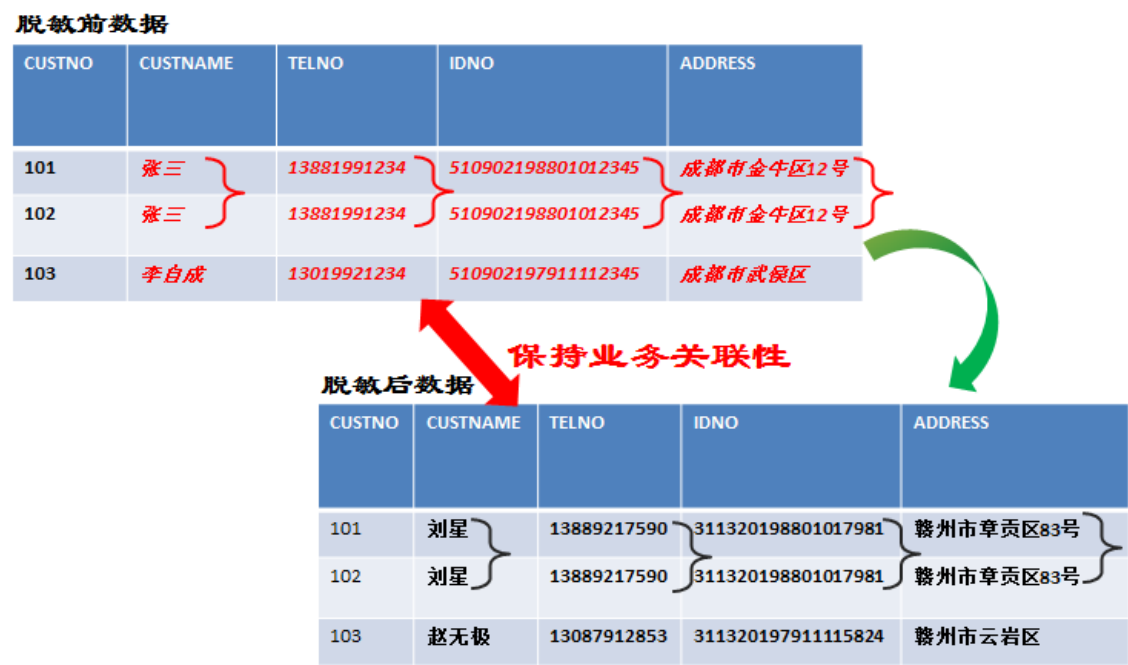 脱敏前数据
CUSTNO CUSTNAME TELNO IDNO ADDRESS
101 张三 13881991234 510902198801012345 成都市金牛区12号
102 张三 13881991234 510902198801012345 成都市金牛区12号
103 李自成 13019921234 510902197911112345 成都市武侯区
保持业务关联性
脱敏后数据
CUSTNO CUSTNAME TELNO IDNO ADDRESS
101 刘星 13889217590 311320198801017981 赣州市章贡区83号
102 刘星 13889217590 311320198801017981 赣州市章贡区83号
103 赵无极 13087912853 311320197911115824 赣州市云岩区